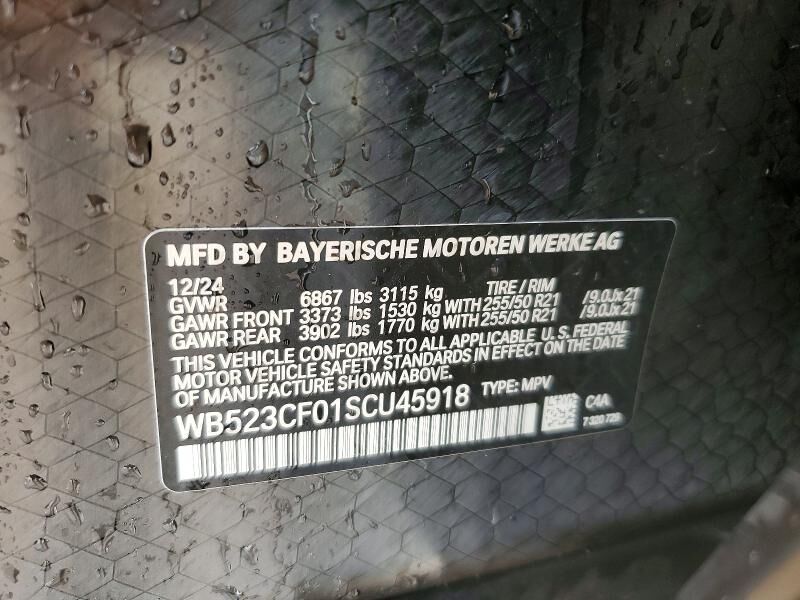 MFD BY BAYERISCHE MOTOREN WERKE AG
12/24 TIRE / RIM
GVWR 6867 lbs 3115 kg
GAWR FRONT 3373 lbs 1530 kg WITH 255/50 R21 /9.0Jx21
GAWR REAR 3902 lbs 1770 kg WITH 255/50 R21 /9.0Jx21
THIS VEHICLE CONFORMS TO ALL APPLICABLE U.S. FEDERAL
MOTOR VEHICLE SAFETY STANDARDS IN EFFECT ON THE DATE
OF MANUFACTURE SHOWN ABOVE.
WB523CF01SCU45918 TYPE: MPV
C4A
7 320 728